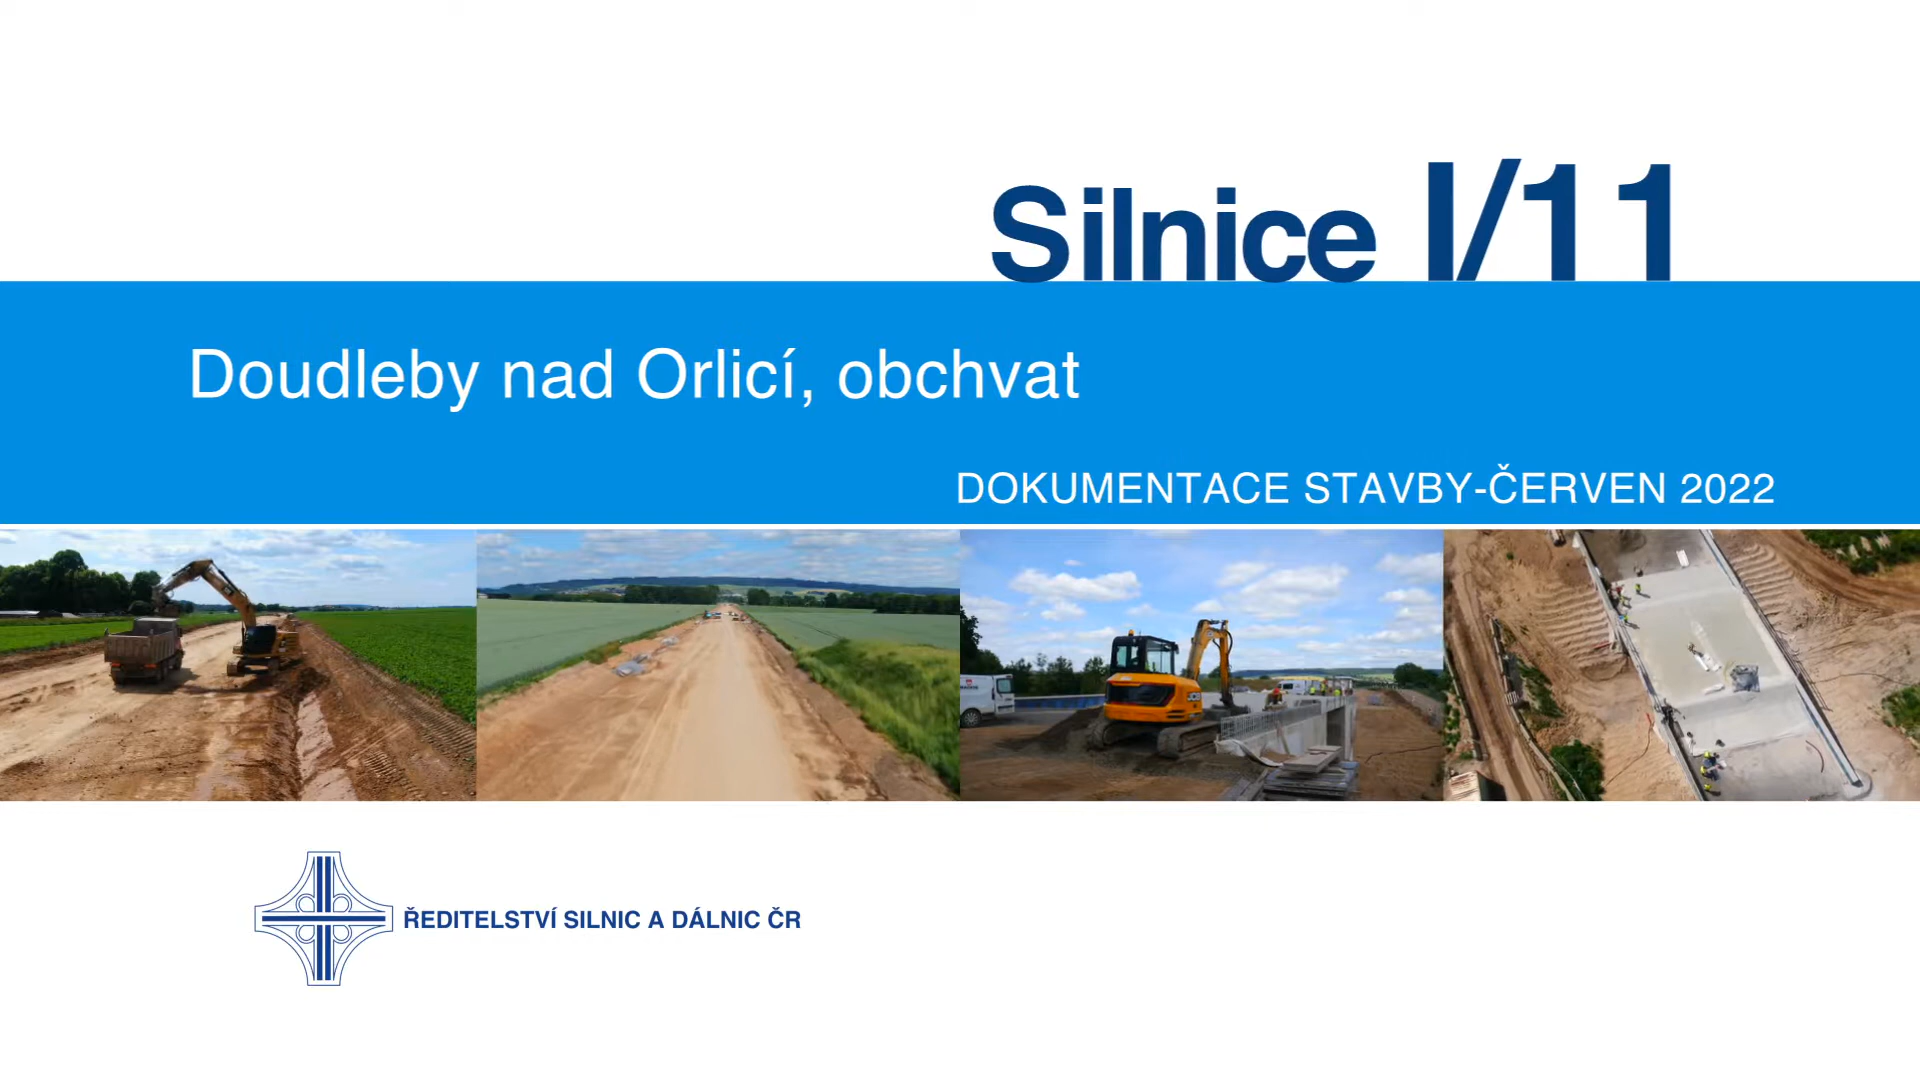 Silnice I/11
Doudleby nad Orlicí, obchvat
DOKUMENTACE STAVBY-ČERVEN 2022
ŘEDITELSTVÍ SILNIC A DÁLNIC ČR